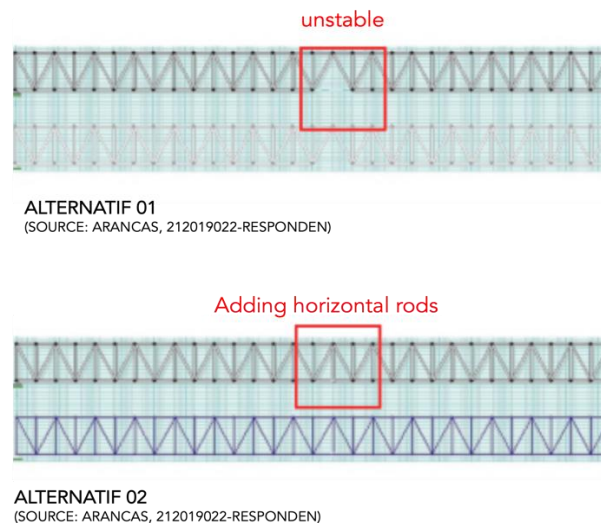 unstable
ALTERNATIF 01
(SOURCE: ARANCAS, 212019022-RESPONDEN)
Adding horizontal rods
ALTERNATIF 02
(SOURCE: ARANCAS, 212019022-RESPONDEN)